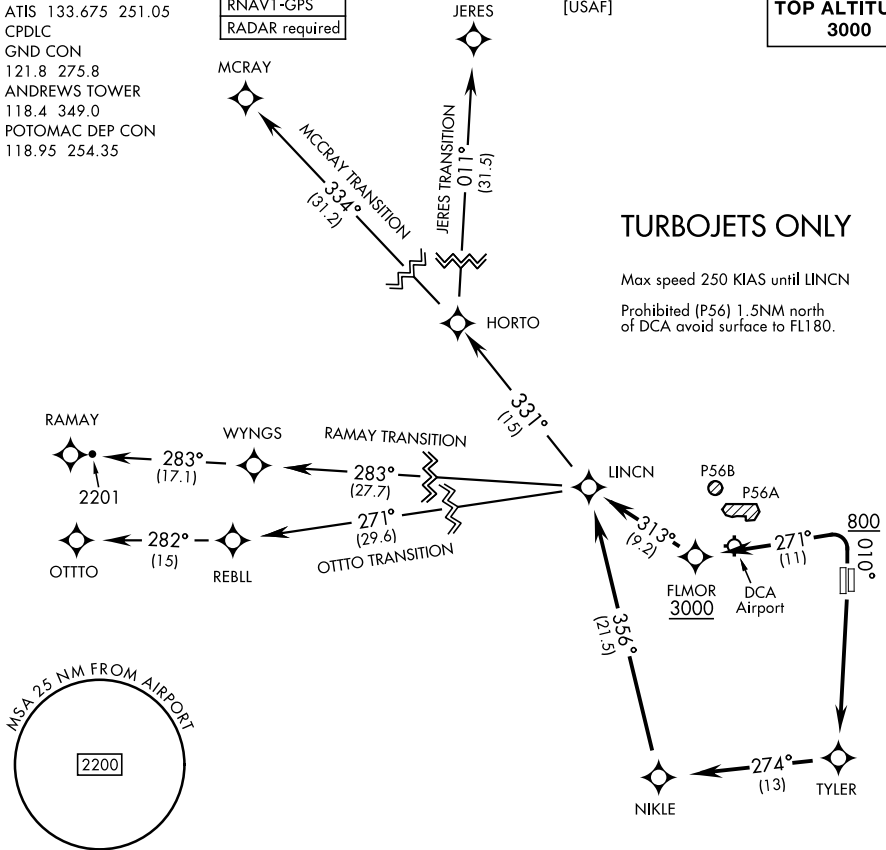 ATIS 133.675 251.05
CPDLC
GND CON
121.8 275.8
ANDREWS TOWER
118.4 349.0
POTOMAC DEP CON
118.95 254.35
RNAV1-GPS
RADAR required
[USAF]
TOP ALTITU
3000
JERES
MCRAY
MCCRAY TRANSITION
334°
(31.2)
JERES TRANSITION
011°
(31.5)
TURBOJETS ONLY
Max speed 250 KIAS until LINCN
Prohibited (P56) 1.5NM north
of DCA avoid surface to FL180.
HORTO
331°
(15)
RAMAY
2201
283°
(17.1)
WYNGS
RAMAY TRANSITION
283°
(27.7)
LINCN
P56B
P56A
OTTTO
282°
(15)
REBLL
271°
(29.6)
OTTTO TRANSITION
313°
(9.2)
FLMOR
3000
DCA
Airport
271°
(11)
800
010°
356°
(21.5)
NIKLE
274°
(13)
TYLER
MSA 25 NM FROM AIRPORT
2200